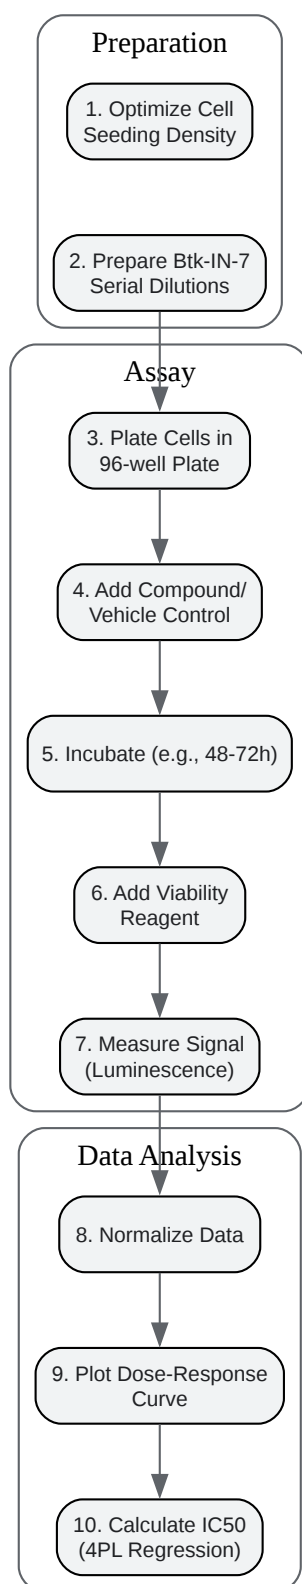 Preparation
1. Optimize Cell
Seeding Density
2. Prepare Btk-IN-7
Serial Dilutions
Assay
3. Plate Cells in
96-well Plate
4. Add Compound/
Vehicle Control
5. Incubate (e.g., 48-72h)
6. Add Viability
Reagent
7. Measure Signal
(Luminescence)
Data Analysis
8. Normalize Data
9. Plot Dose-Response
Curve
10. Calculate IC50
(4PL Regression)